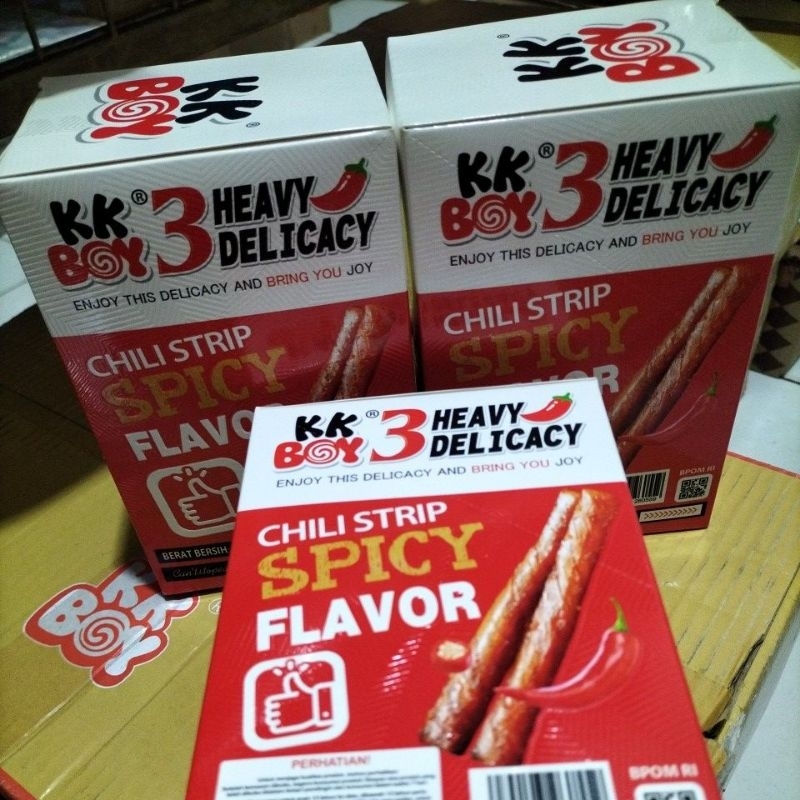 KK
BOY
®
KK
BOY
KK
BOY
®
3
HEAVY
DELICACY
ENJOY THIS DELICACY AND BRING YOU JOY
CHILI STRIP
SPICY
FLAVOR
BERAT BERSIH
KK
BOY
®
3
HEAVY
DELICACY
ENJOY THIS DELICACY AND BRING YOU JOY
CHILI STRIP
SPICY
BPOM RI
KK
BOY
®
3
HEAVY
DELICACY
ENJOY THIS DELICACY AND BRING YOU JOY
CHILI STRIP
SPICY
FLAVOR
PERHATIAN!
BPOM RI
KK
BOY